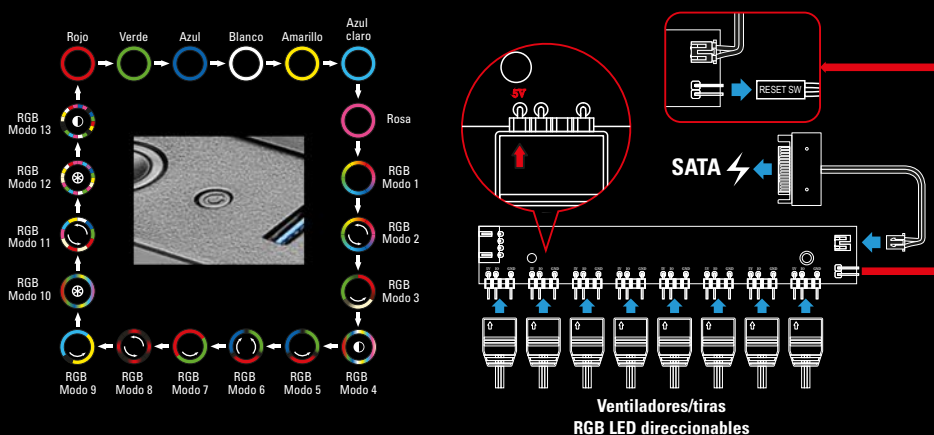 Rojo
Verde
Azul
Blanco
Amarillo
Azul
claro
Rosa
RGB
Modo 1
RGB
Modo 2
RGB
Modo 3
RGB
Modo 4
RGB
Modo 5
RGB
Modo 6
RGB
Modo 7
RGB
Modo 8
RGB
Modo 9
RGB
Modo 10
RGB
Modo 11
RGB
Modo 12
RGB
Modo 13
5V
RESET SW
SATA
Ventiladores/tiras
RGB LED direccionables